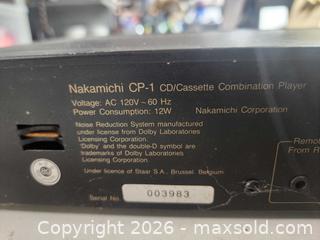 Nakamichi CP-1 CD/Cassette Combination Player
Voltage: AC 120V ~ 60 Hz
Power Consumption: 12W Nakamichi Corporation
Noise Reduction System manufactured
under license from Dolby Laboratories
Licensing Corporation.
'Dolby' and the double-D symbol are
trademarks of Dolby Laboratories
Licensing Corporation.
Remote
From R
Under licence of Staar S.A., Brussel, Belgium
Serial No. 003983
Copyright 2026 - maxsold.com